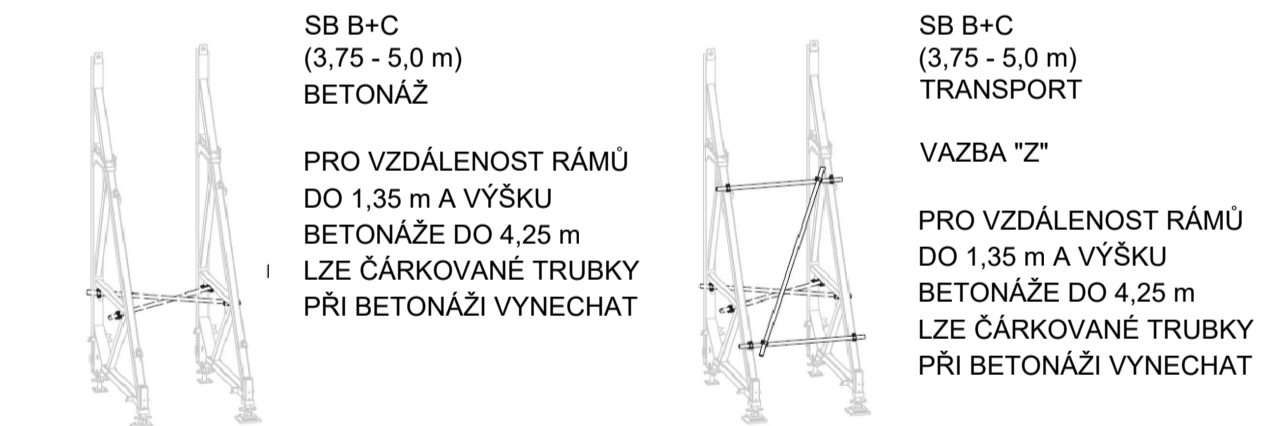 SB B+C
(3,75 - 5,0 m)
BETONÁŽ
PRO VZDÁLENOST RÁMŮ
DO 1,35 m A VÝŠKU
BETONÁŽE DO 4,25 m
LZE ČÁRKOVANÉ TRUBKY
PŘI BETONÁŽI VYNECHAT
SB B+C
(3,75 - 5,0 m)
TRANSPORT
VAZBA "Z"
PRO VZDÁLENOST RÁMŮ
DO 1,35 m A VÝŠKU
BETONÁŽE DO 4,25 m
LZE ČÁRKOVANÉ TRUBKY
PŘI BETONÁŽI VYNECHAT